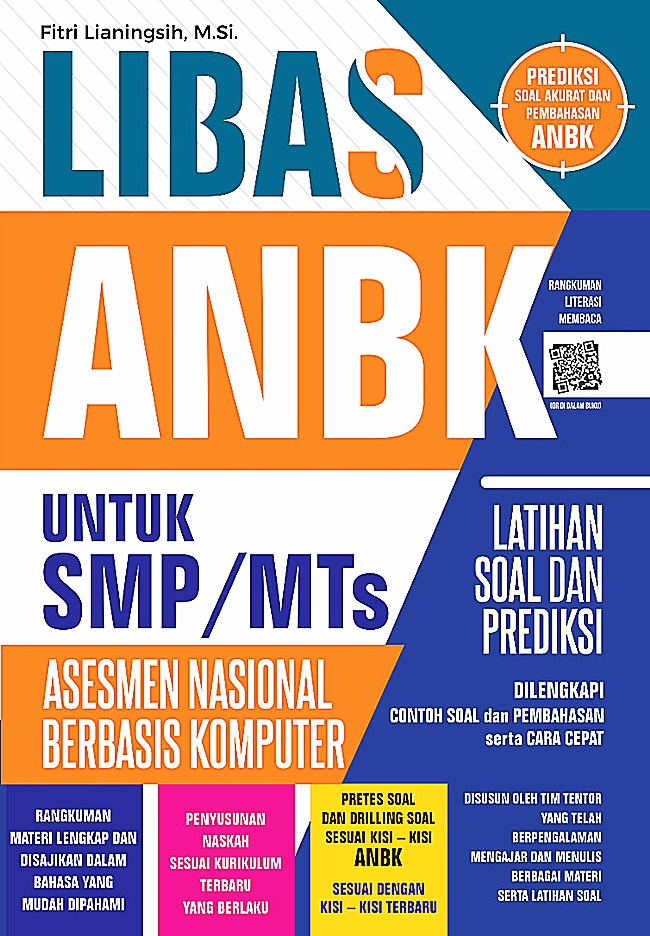 Fitri Lianingsih, M.Si.
LIBAS
PREDIKSI
SOAL AKURAT DAN
PEMBAHASAN
ANBK
ANBK
RANGKUMAN
LITERASI
MEMBACA
(QR DI DALAM BUKU)
UNTUK
SMP/MTs
LATIHAN
SOAL DAN
PREDIKSI
ASESMEN NASIONAL
BERBASIS KOMPUTER
DILENGKAPI
CONTOH SOAL dan PEMBAHASAN
serta CARA CEPAT
RANGKUMAN
MATERI LENGKAP DAN
DISAJIKAN DALAM
BAHASA YANG
MUDAH DIPAHAMI
PENYUSUNAN
NASKAH
SESUAI KURIKULUM
TERBARU
YANG BERLAKU
PRETES SOAL
DAN DRILLING SOAL
SESUAI KISI – KISI
ANBK
SESUAI DENGAN
KISI – KISI TERBARU
DISUSUN OLEH TIM TENTOR
YANG TELAH
BERPENGALAMAN
MENGAJAR DAN MENULIS
BERBAGAI MATERI
SERTA LATIHAN SOAL